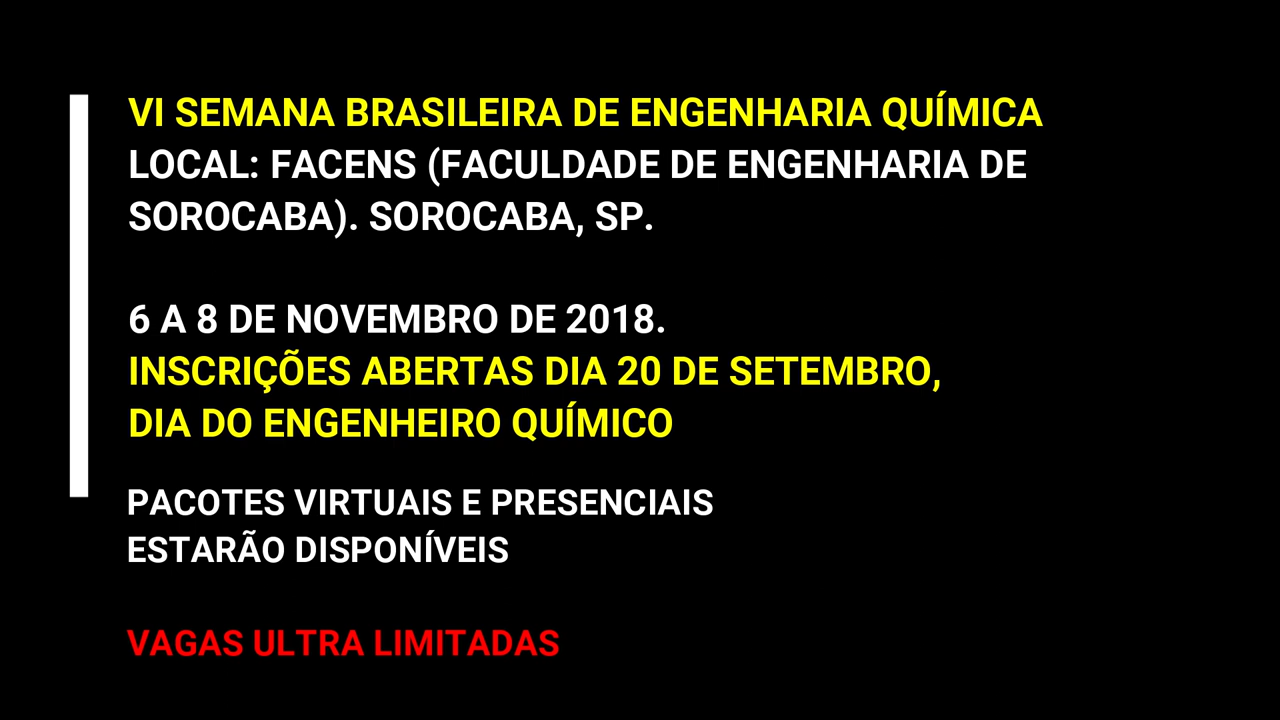 VI SEMANA BRASILEIRA DE ENGENHARIA QUÍMICA
LOCAL: FACENS (FACULDADE DE ENGENHARIA DE
SOROCABA). SOROCABA, SP.
6 A 8 DE NOVEMBRO DE 2018.
INSCRIÇÕES ABERTAS DIA 20 DE SETEMBRO,
DIA DO ENGENHEIRO QUÍMICO
PACOTES VIRTUAIS E PRESENCIAIS
ESTARÃO DISPONÍVEIS
VAGAS ULTRA LIMITADAS